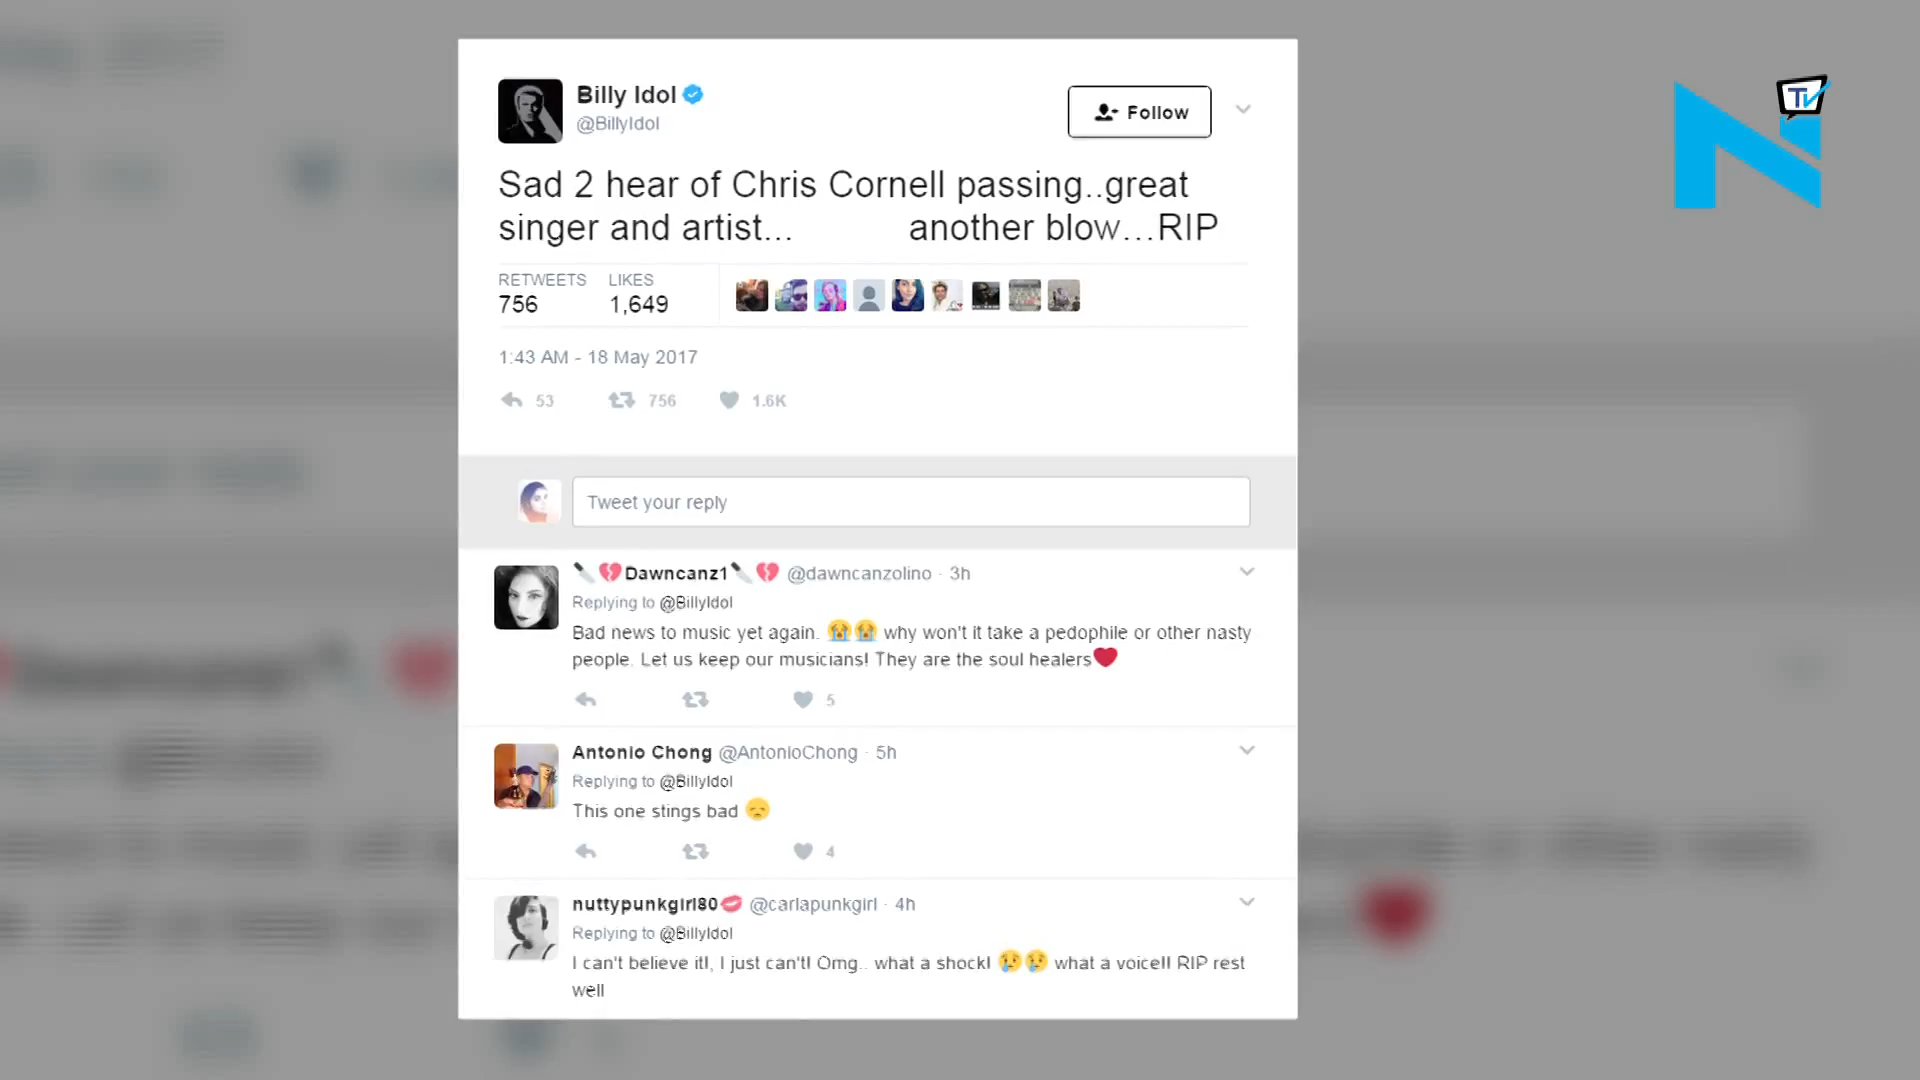 TV
Billy Idol
@BillyIdol
Follow
Sad 2 hear of Chris Cornell passing..great
singer and artist... another blow...RIP
RETWEETS LIKES
756 1,649
1:43 AM - 18 May 2017
53 756 1.6K
Tweet your reply
🔪💔Dawncanz1🔪💔 @dawncanzolino · 3h
Replying to @BillyIdol
Bad news to music yet again. 😭😭 why won't it take a pedophile or other nasty
people. Let us keep our musicians! They are the soul healers❤
5
Antonio Chong @AntonioChong · 5h
Replying to @BillyIdol
This one stings bad 😞
4
nuttypunkgirl80💋 @carlapunkgirl · 4h
Replying to @BillyIdol
I can't believe it!, I just can't! Omg.. what a shock! 😢😢 what a voice!! RIP rest
well